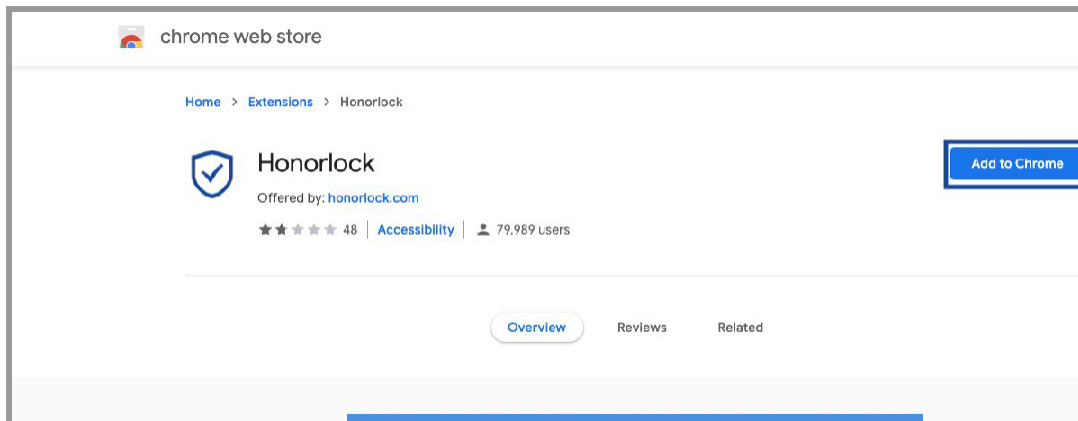 chrome web store
Home > Extensions > Honorlock
Honorlock
Add to Chrome
Offered by: honorlock.com
48 | Accessibility | 79,989 users
Overview Reviews Related